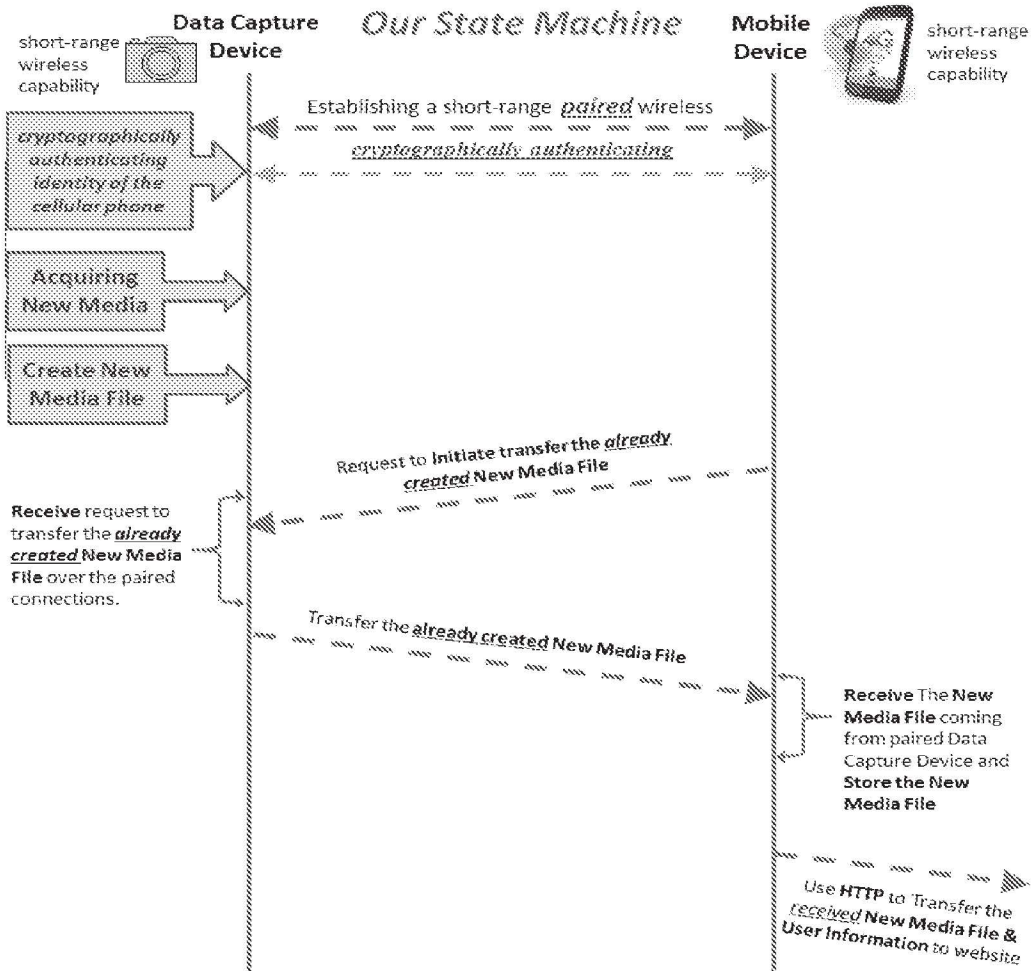 Our State Machine
short-range
wireless
capability
Data Capture
Device
Mobile
Device
short-range
wireless
capability
Establishing a short-range paired wireless
cryptographically authenticating
cryptographically
authenticating
identity of the
cellular phone
Acquiring
New Media
Create New
Media File
Request to Initiate transfer the already
created New Media File
Receive request to
transfer the already
created New Media
File over the paired
connections.
Transfer the already created New Media File
Receive The New
Media File coming
from paired Data
Capture Device and
Store the New
Media File
Use HTTP to Transfer the
received New Media File &
User Information to website